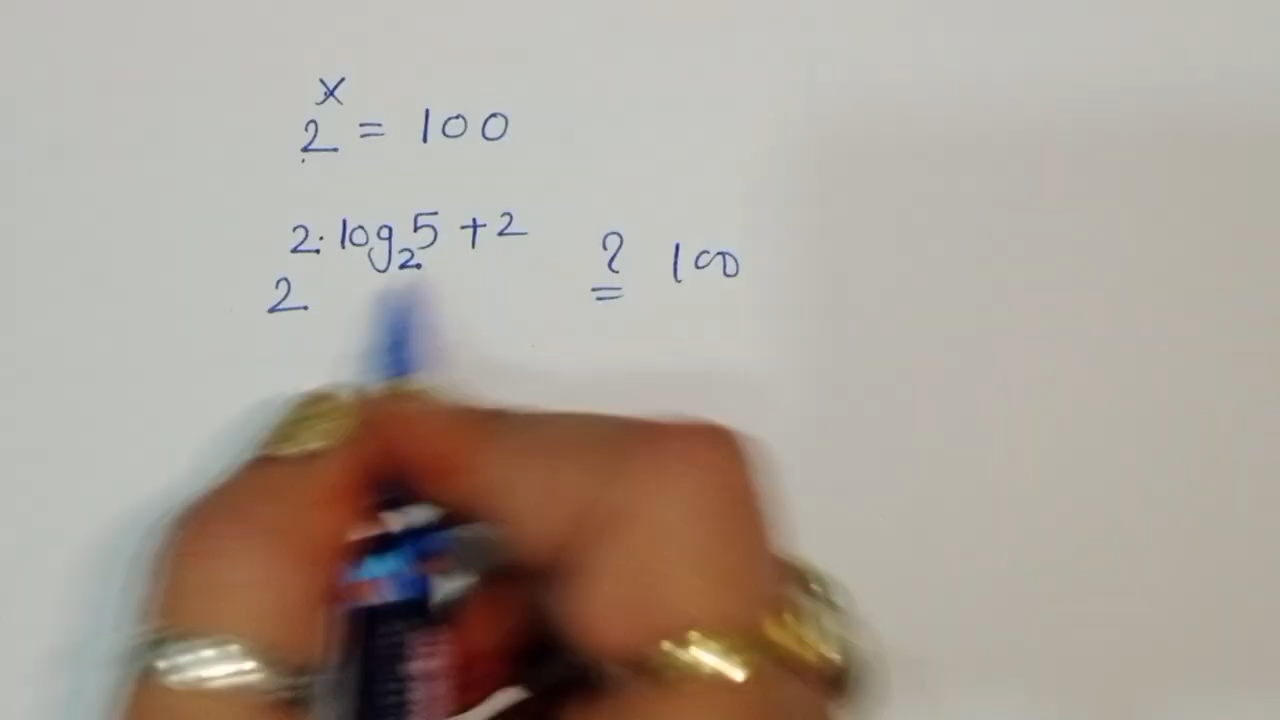 2^x = 100
2^(2·log₂5 + 2) ≟ 100